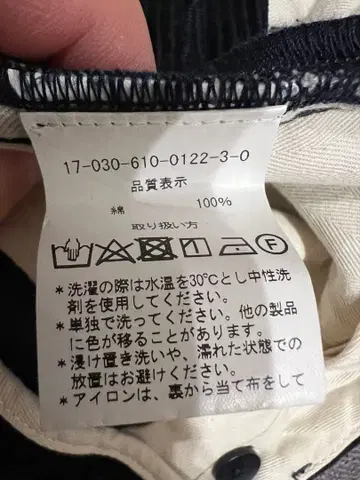 17-030-610-0122-3-0
品質表示
綿 100%
取り扱い方
F
*洗濯の際は水温を30℃とし中性洗
剤を使用してください。
*単独で洗ってください。他の製品
に色が移ることがあります。
*浸け置き洗いや、濡れた状態での
放置はお避けください。
*アイロンは、裏から当て布をして